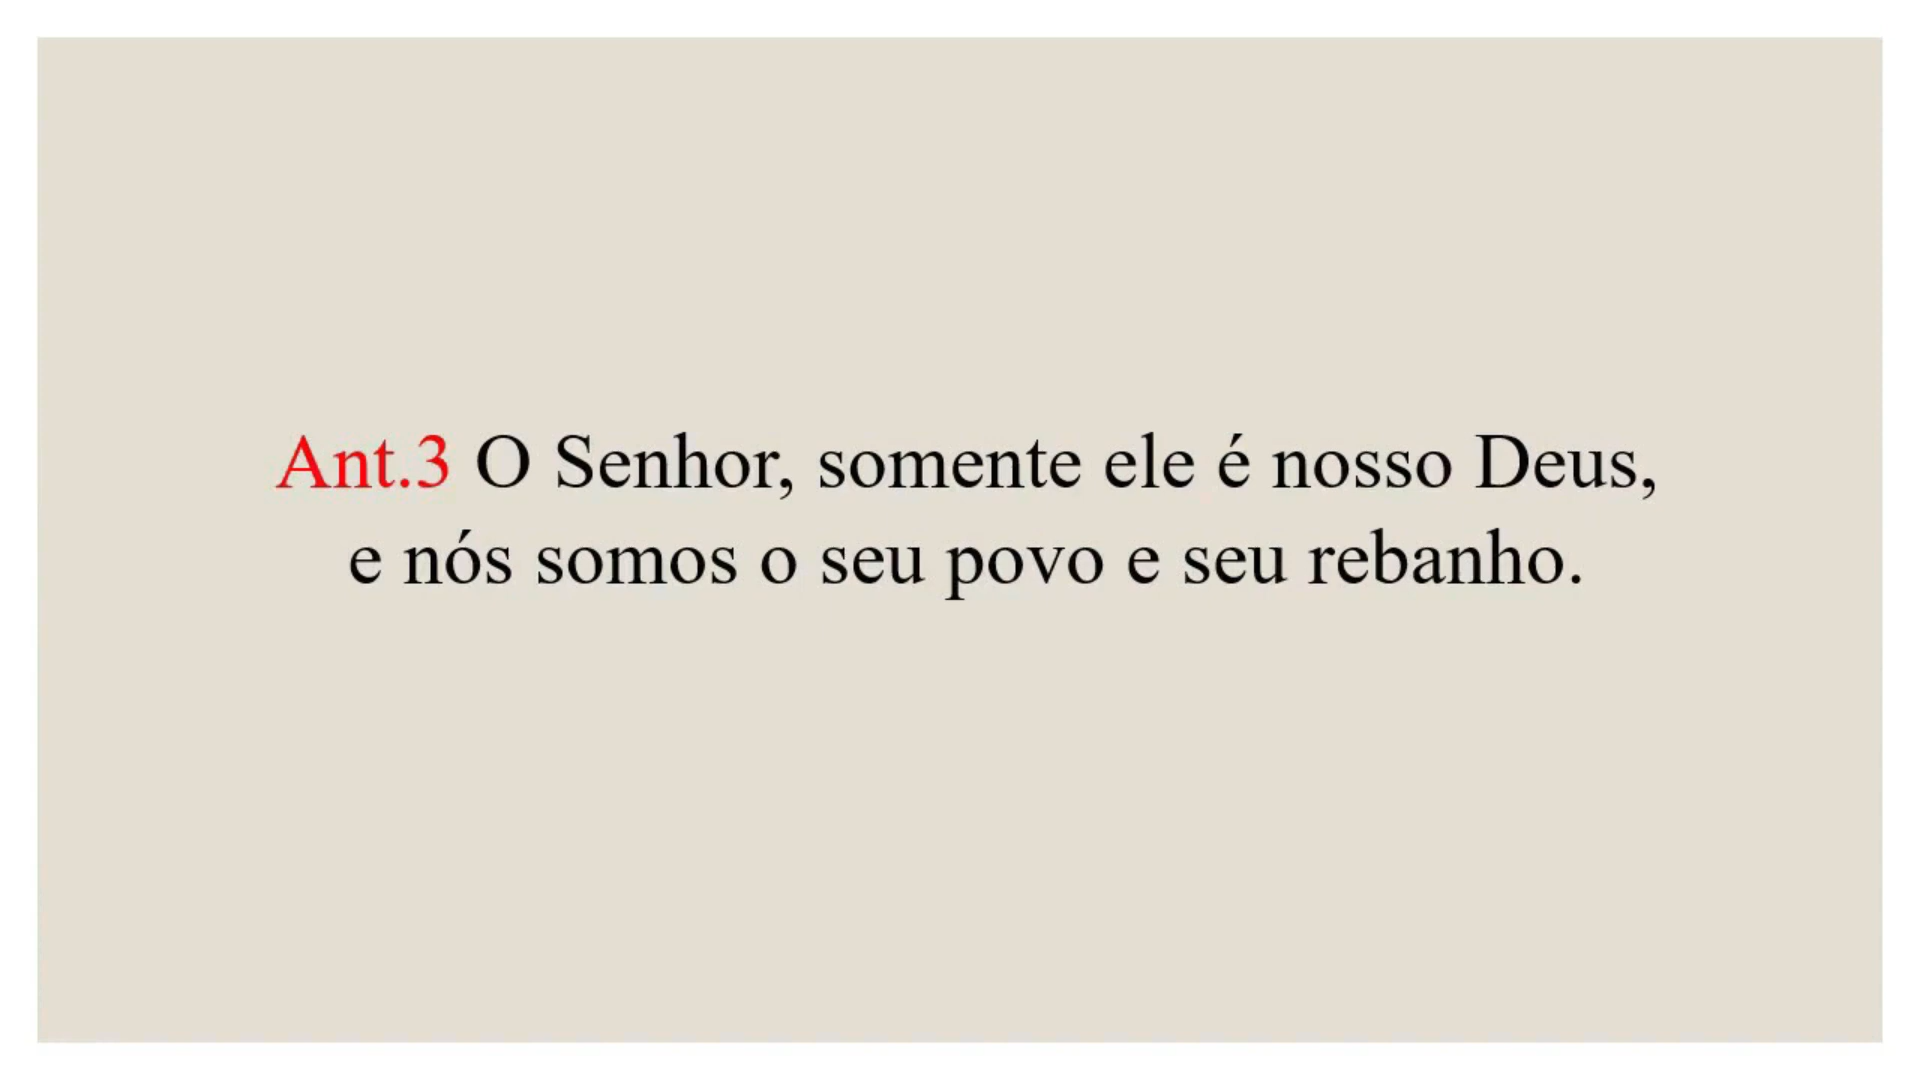 Ant.3 O Senhor, somente ele é nosso Deus,
e nós somos o seu povo e seu rebanho.